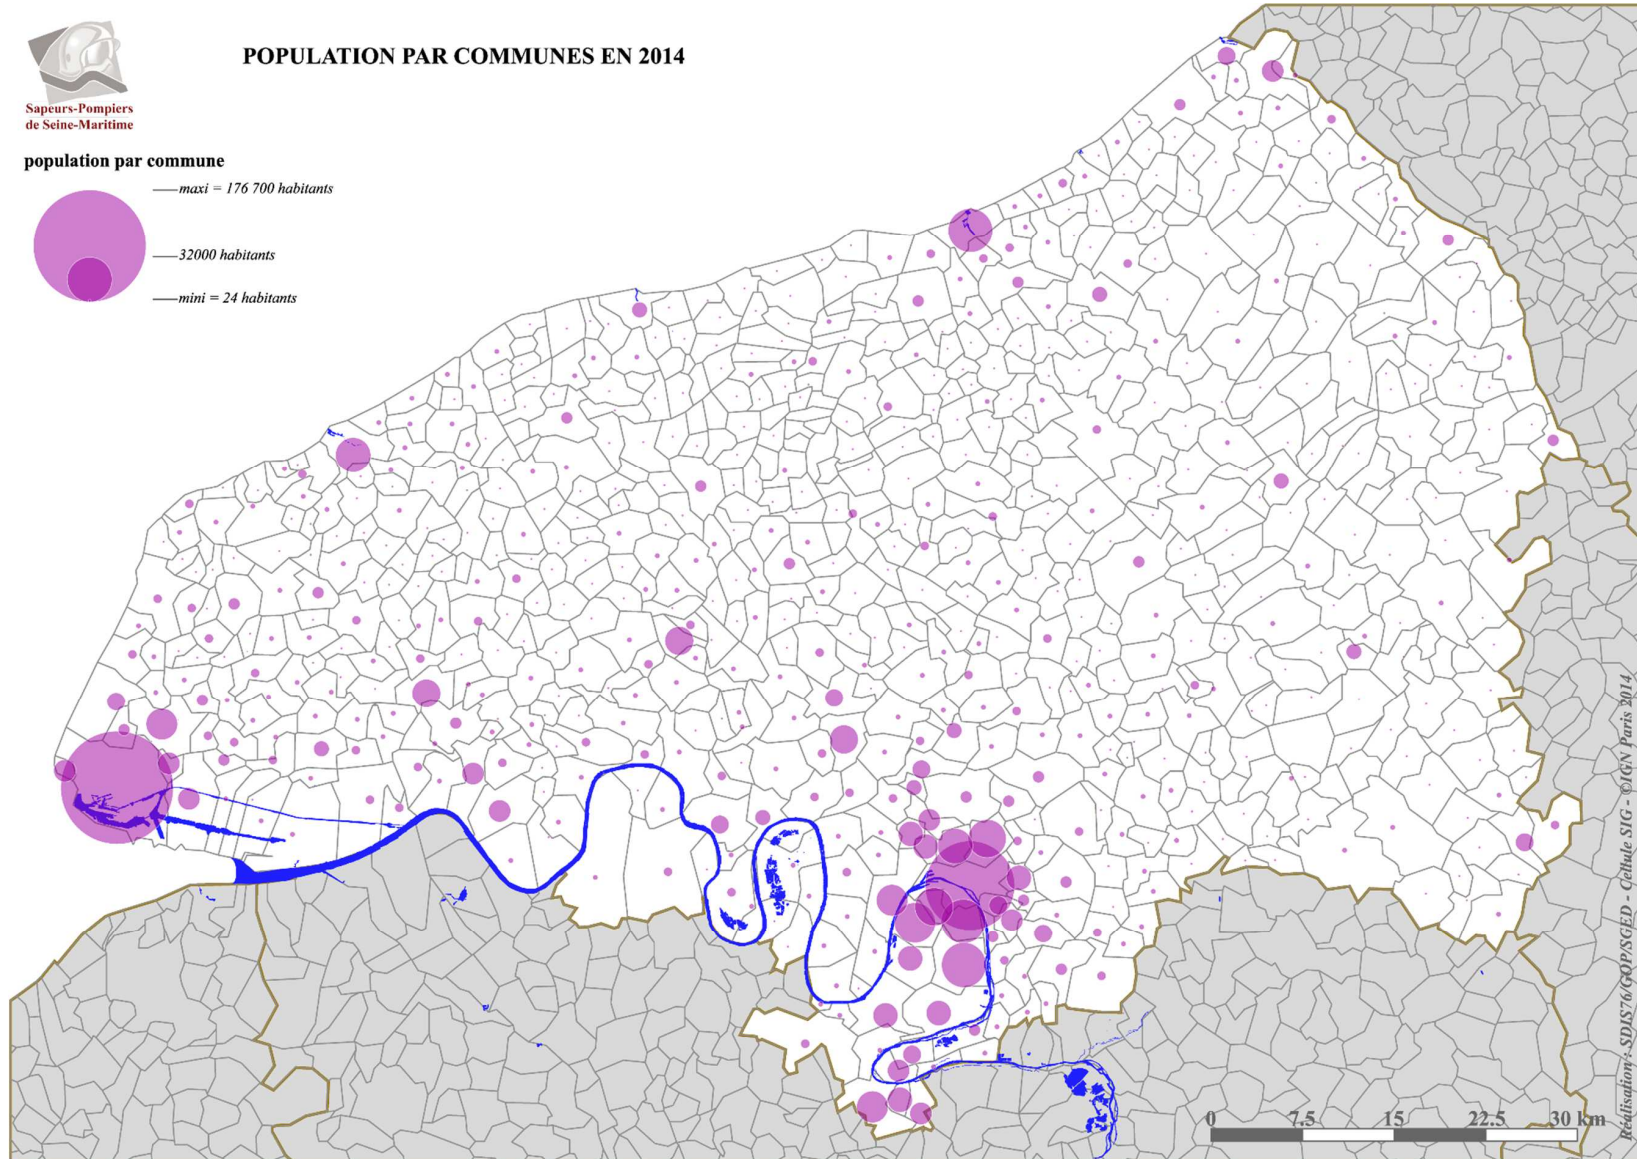 POPULATION PAR COMMUNES EN 2014
Sapeurs-Pompiers
de Seine-Maritime
population par commune
maxi = 176 700 habitants
32000 habitants
mini = 24 habitants
0 7.5 15 22.5 30 km
Réalisation : SDIS76/GOP/SGED - Cellule SIG - ©IGN Paris 2014